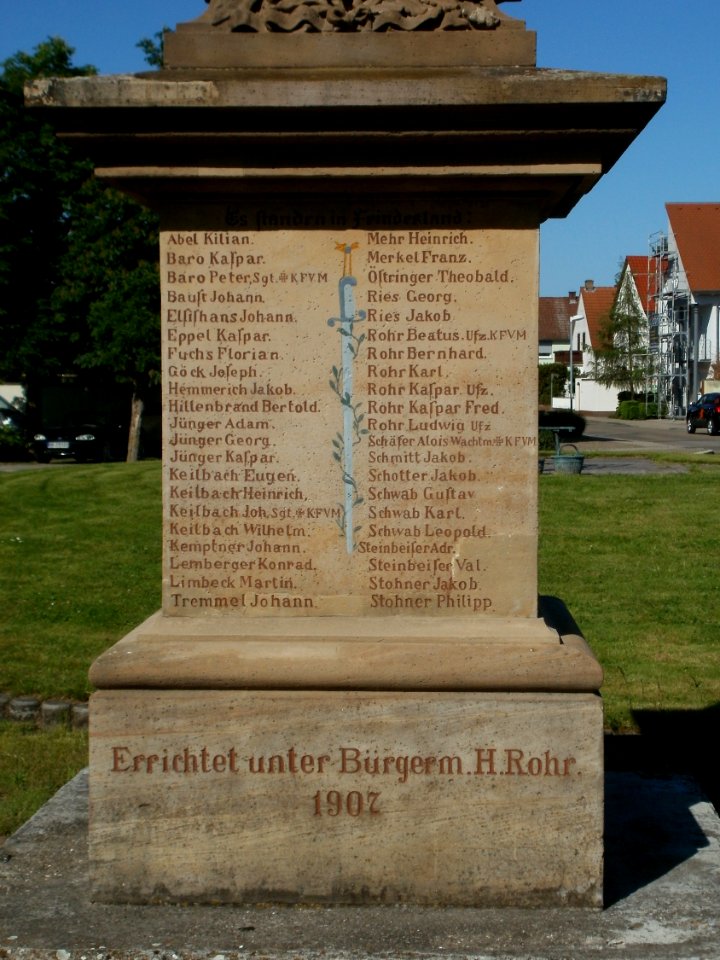 Es standen in Feindesland:
Abel Kilian.
Baro Kaſpar.
Baro Peter, Sgt. ✠ KFVM
Bauſt Johann.
Elſiſhans Johann.
Eppel Kaſpar.
Fuchs Florian.
Göck Joſeph.
Hemmerich Jakob.
Hillenbrand Bertold.
Jünger Adam.
Jünger Georg.
Jünger Kaſpar.
Keilbach Eugen.
Keilbach Heinrich.
Keilbach Joh. Sgt. ✠ KFVM
Keilbach Wilhelm.
Kemptner Johann.
Lemberger Konrad.
Limbeck Martin.
Tremmel Johann.
Mehr Heinrich.
Merkel Franz.
Öſtringer Theobald.
Ries Georg.
Ries Jakob
Rohr Beatus. Ufz. KFVM
Rohr Bernhard.
Rohr Karl.
Rohr Kaſpar. Ufz.
Rohr Kaſpar Fred.
Rohr Ludwig Ufz
Schäfer Alois Wachtm. ✠ KFVM
Schmitt Jakob.
Schotter Jakob.
Schwab Guſtav
Schwab Karl.
Schwab Leopold.
Steinbeiſer Adr.
Steinbeiſer Val.
Stohner Jakob.
Stohner Philipp.
Errichtet unter Bürgerm. H. Rohr.
1907